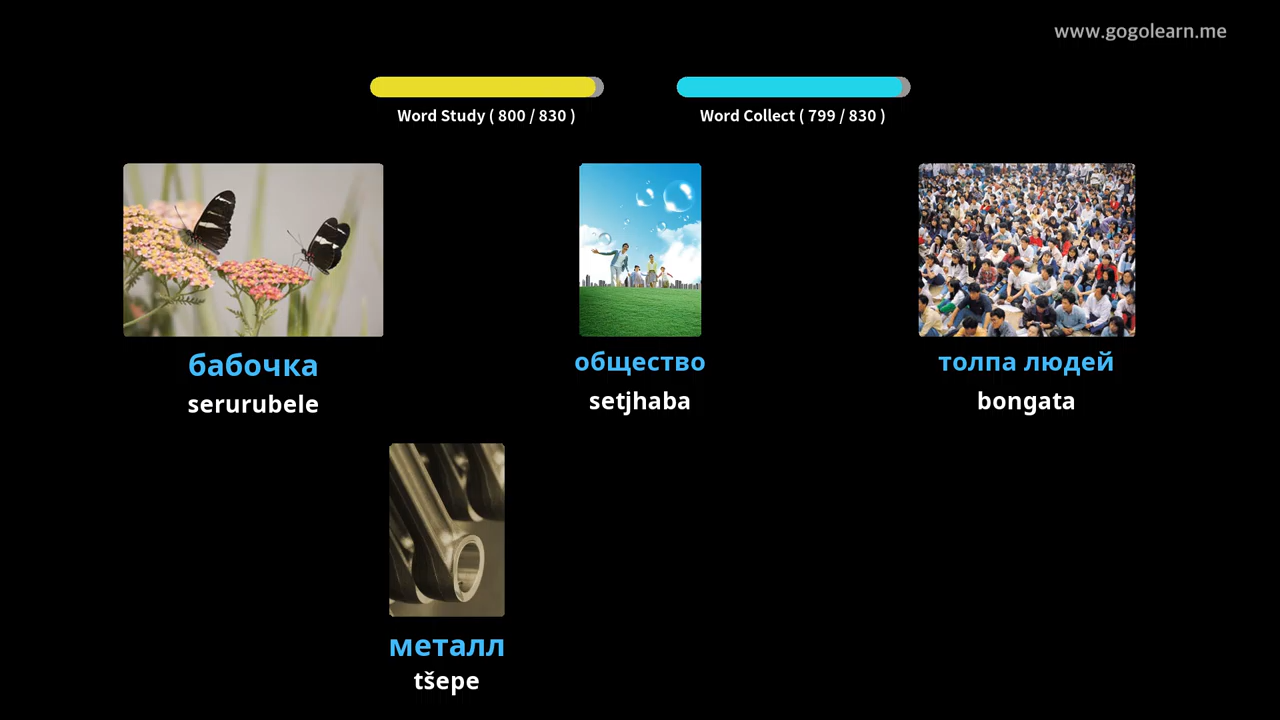 www.gogolearn.me
Word Study ( 800 / 830 )
Word Collect ( 799 / 830 )
бабочка
serurubele
общество
setjhaba
толпа людей
bongata
металл
tšepe